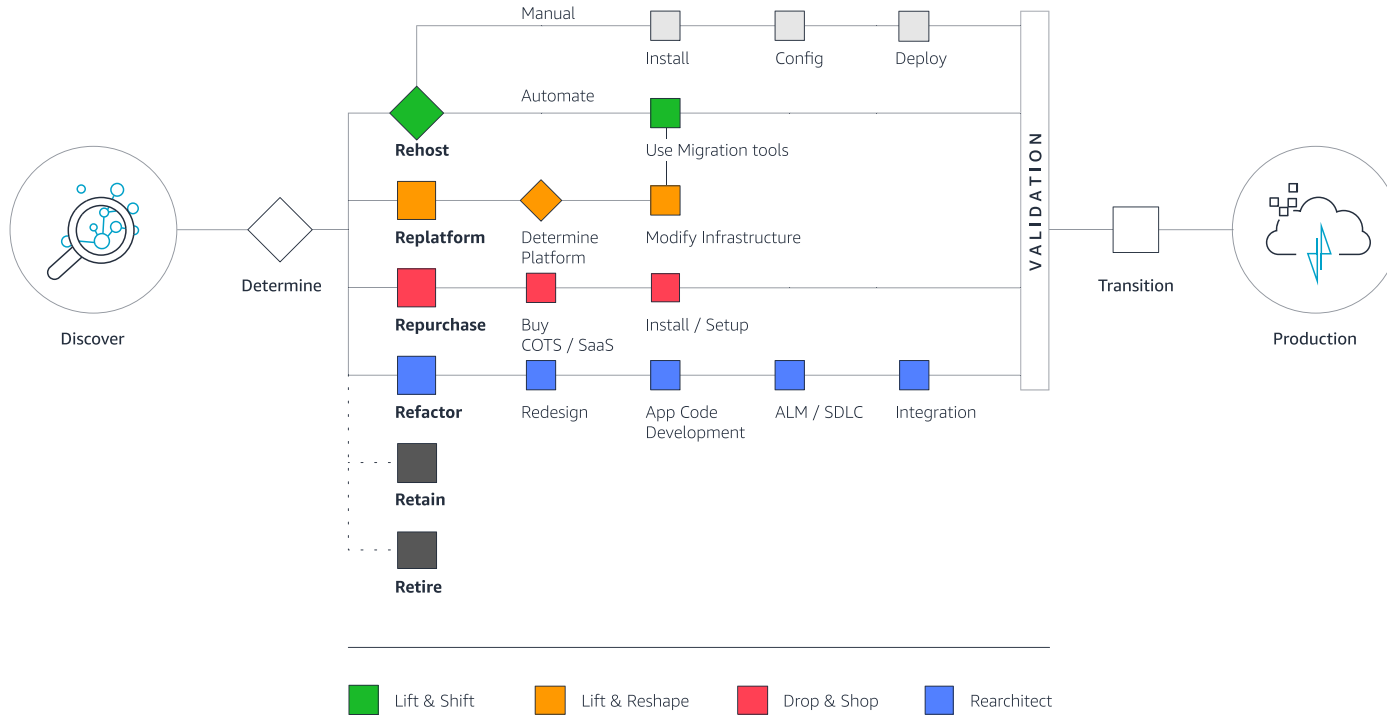 Manual
Install
Config
Deploy
Automate
Rehost
Use Migration tools
Replatform
Determine
Platform
Modify Infrastructure
Repurchase
Buy
COTS / SaaS
Install / Setup
Refactor
Redesign
App Code
Development
ALM / SDLC
Integration
Retain
Retire
Discover
Determine
VALIDATION
Transition
Production
Lift & Shift
Lift & Reshape
Drop & Shop
Rearchitect